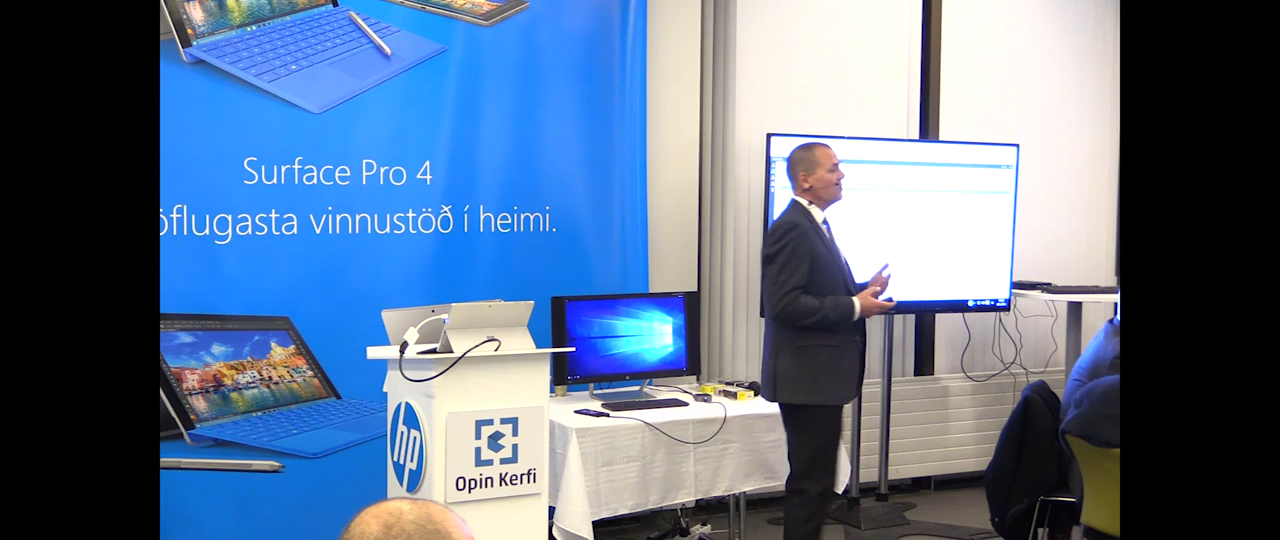 Surface Pro 4
öflugasta vinnustöð í heimi.
hp
Opin Kerfi